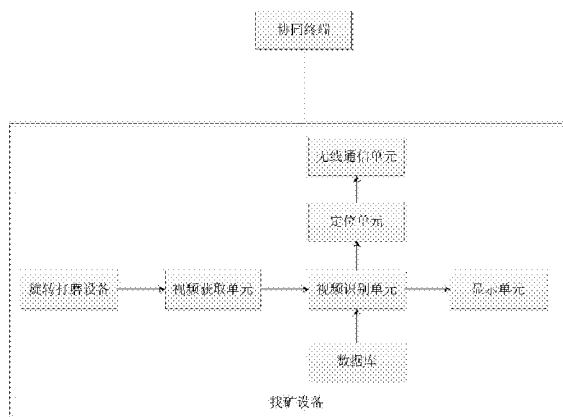 协同终端
无线通信单元
定位单元
旋转打磨设备
视频获取单元
视频识别单元
显示单元
数据库
找矿设备